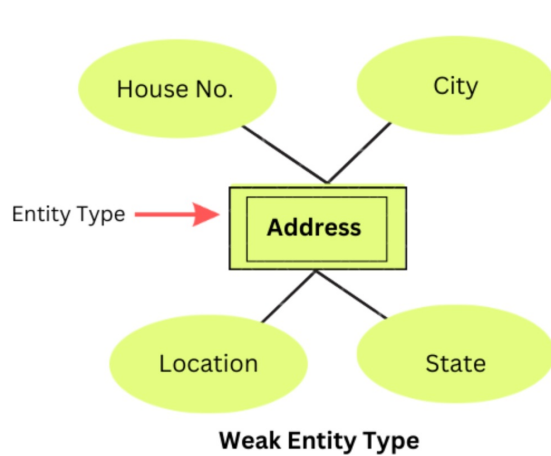 House No.
City
Entity Type
Address
Location
State
Weak Entity Type